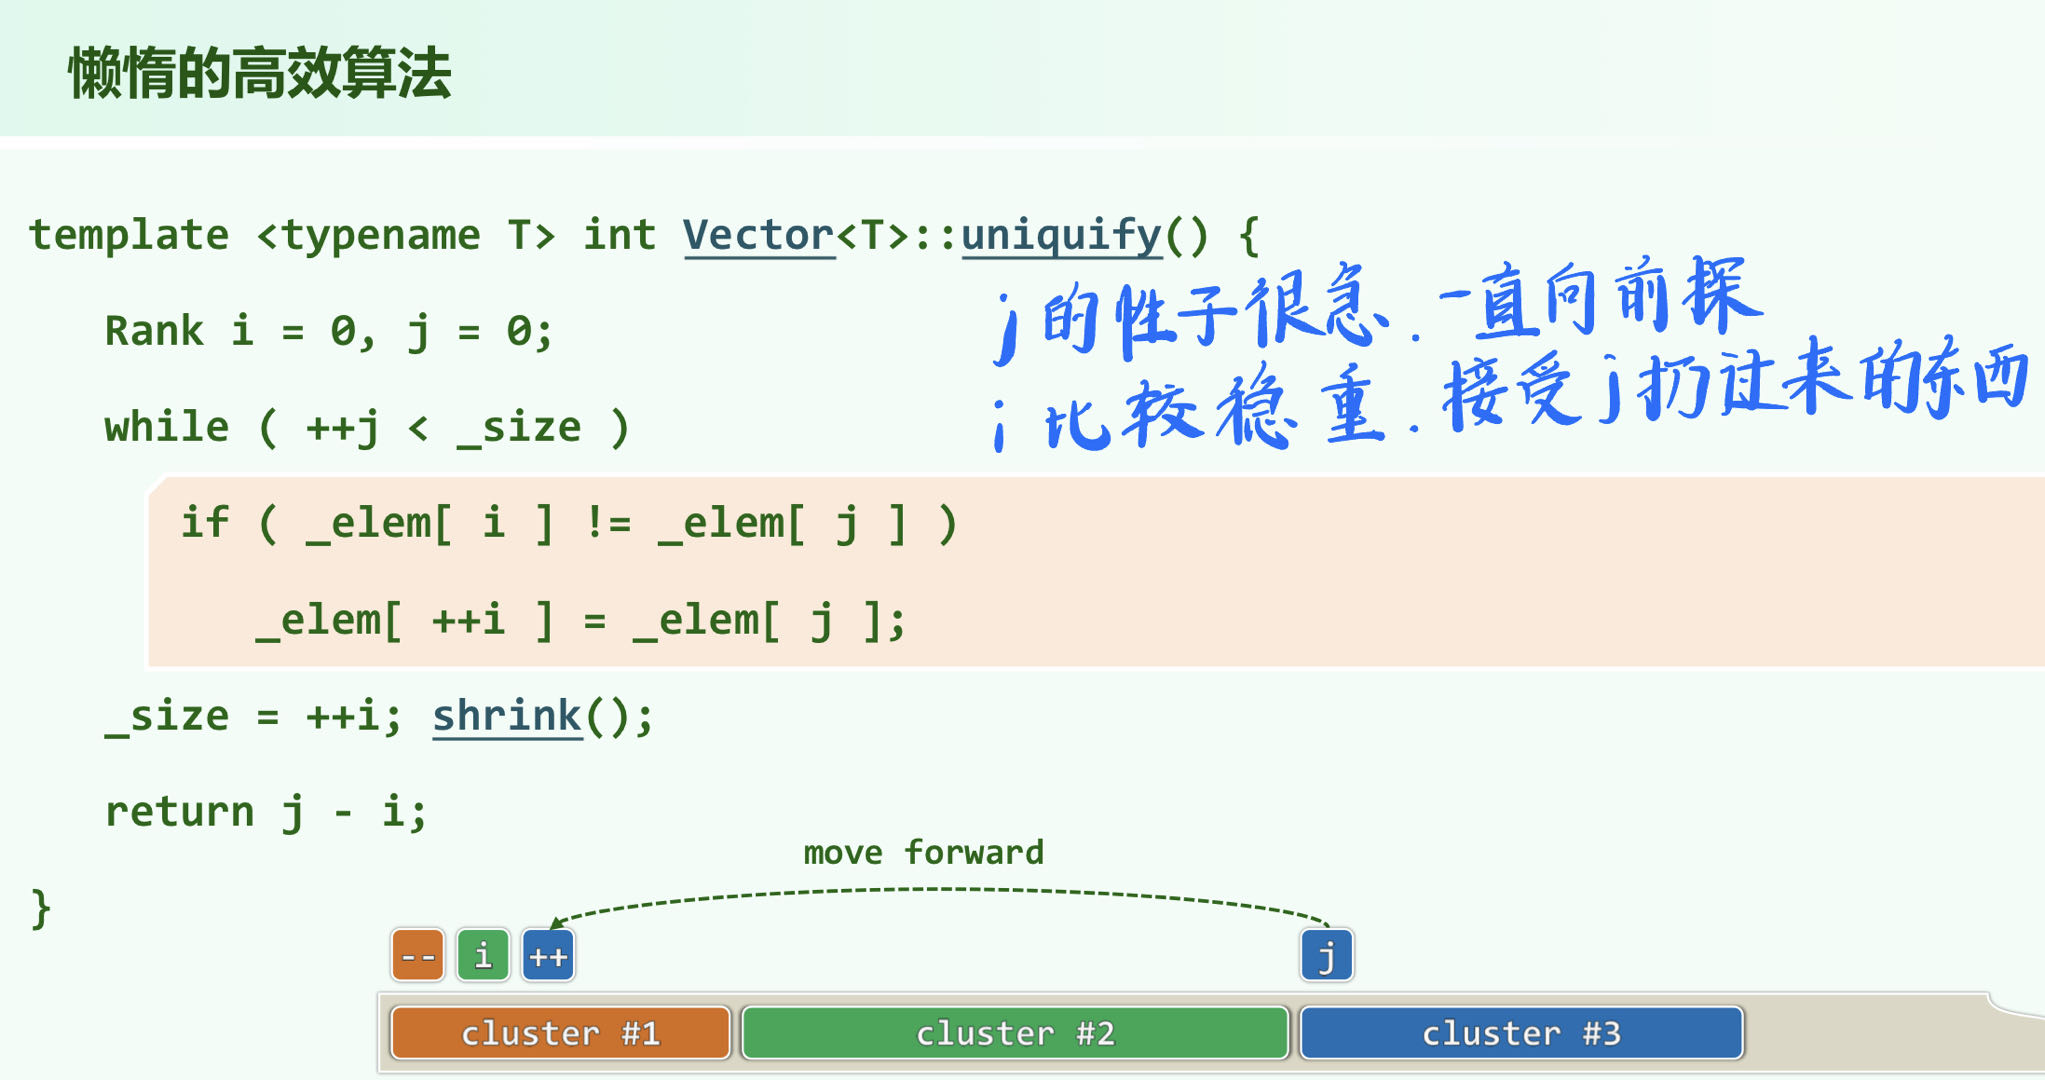 懒惰的高效算法
template <typename T> int Vector<T>::uniquify() {
j的性子很急.一直向前探
Rank i = 0, j = 0;
i比较稳重.接受j扔过来的东西
while ( ++j < _size )
if ( _elem[ i ] != _elem[ j ] )
_elem[ ++i ] = _elem[ j ];
_size = ++i; shrink();
return j - i;
move forward
}
-- i ++ j
cluster #1 cluster #2 cluster #3